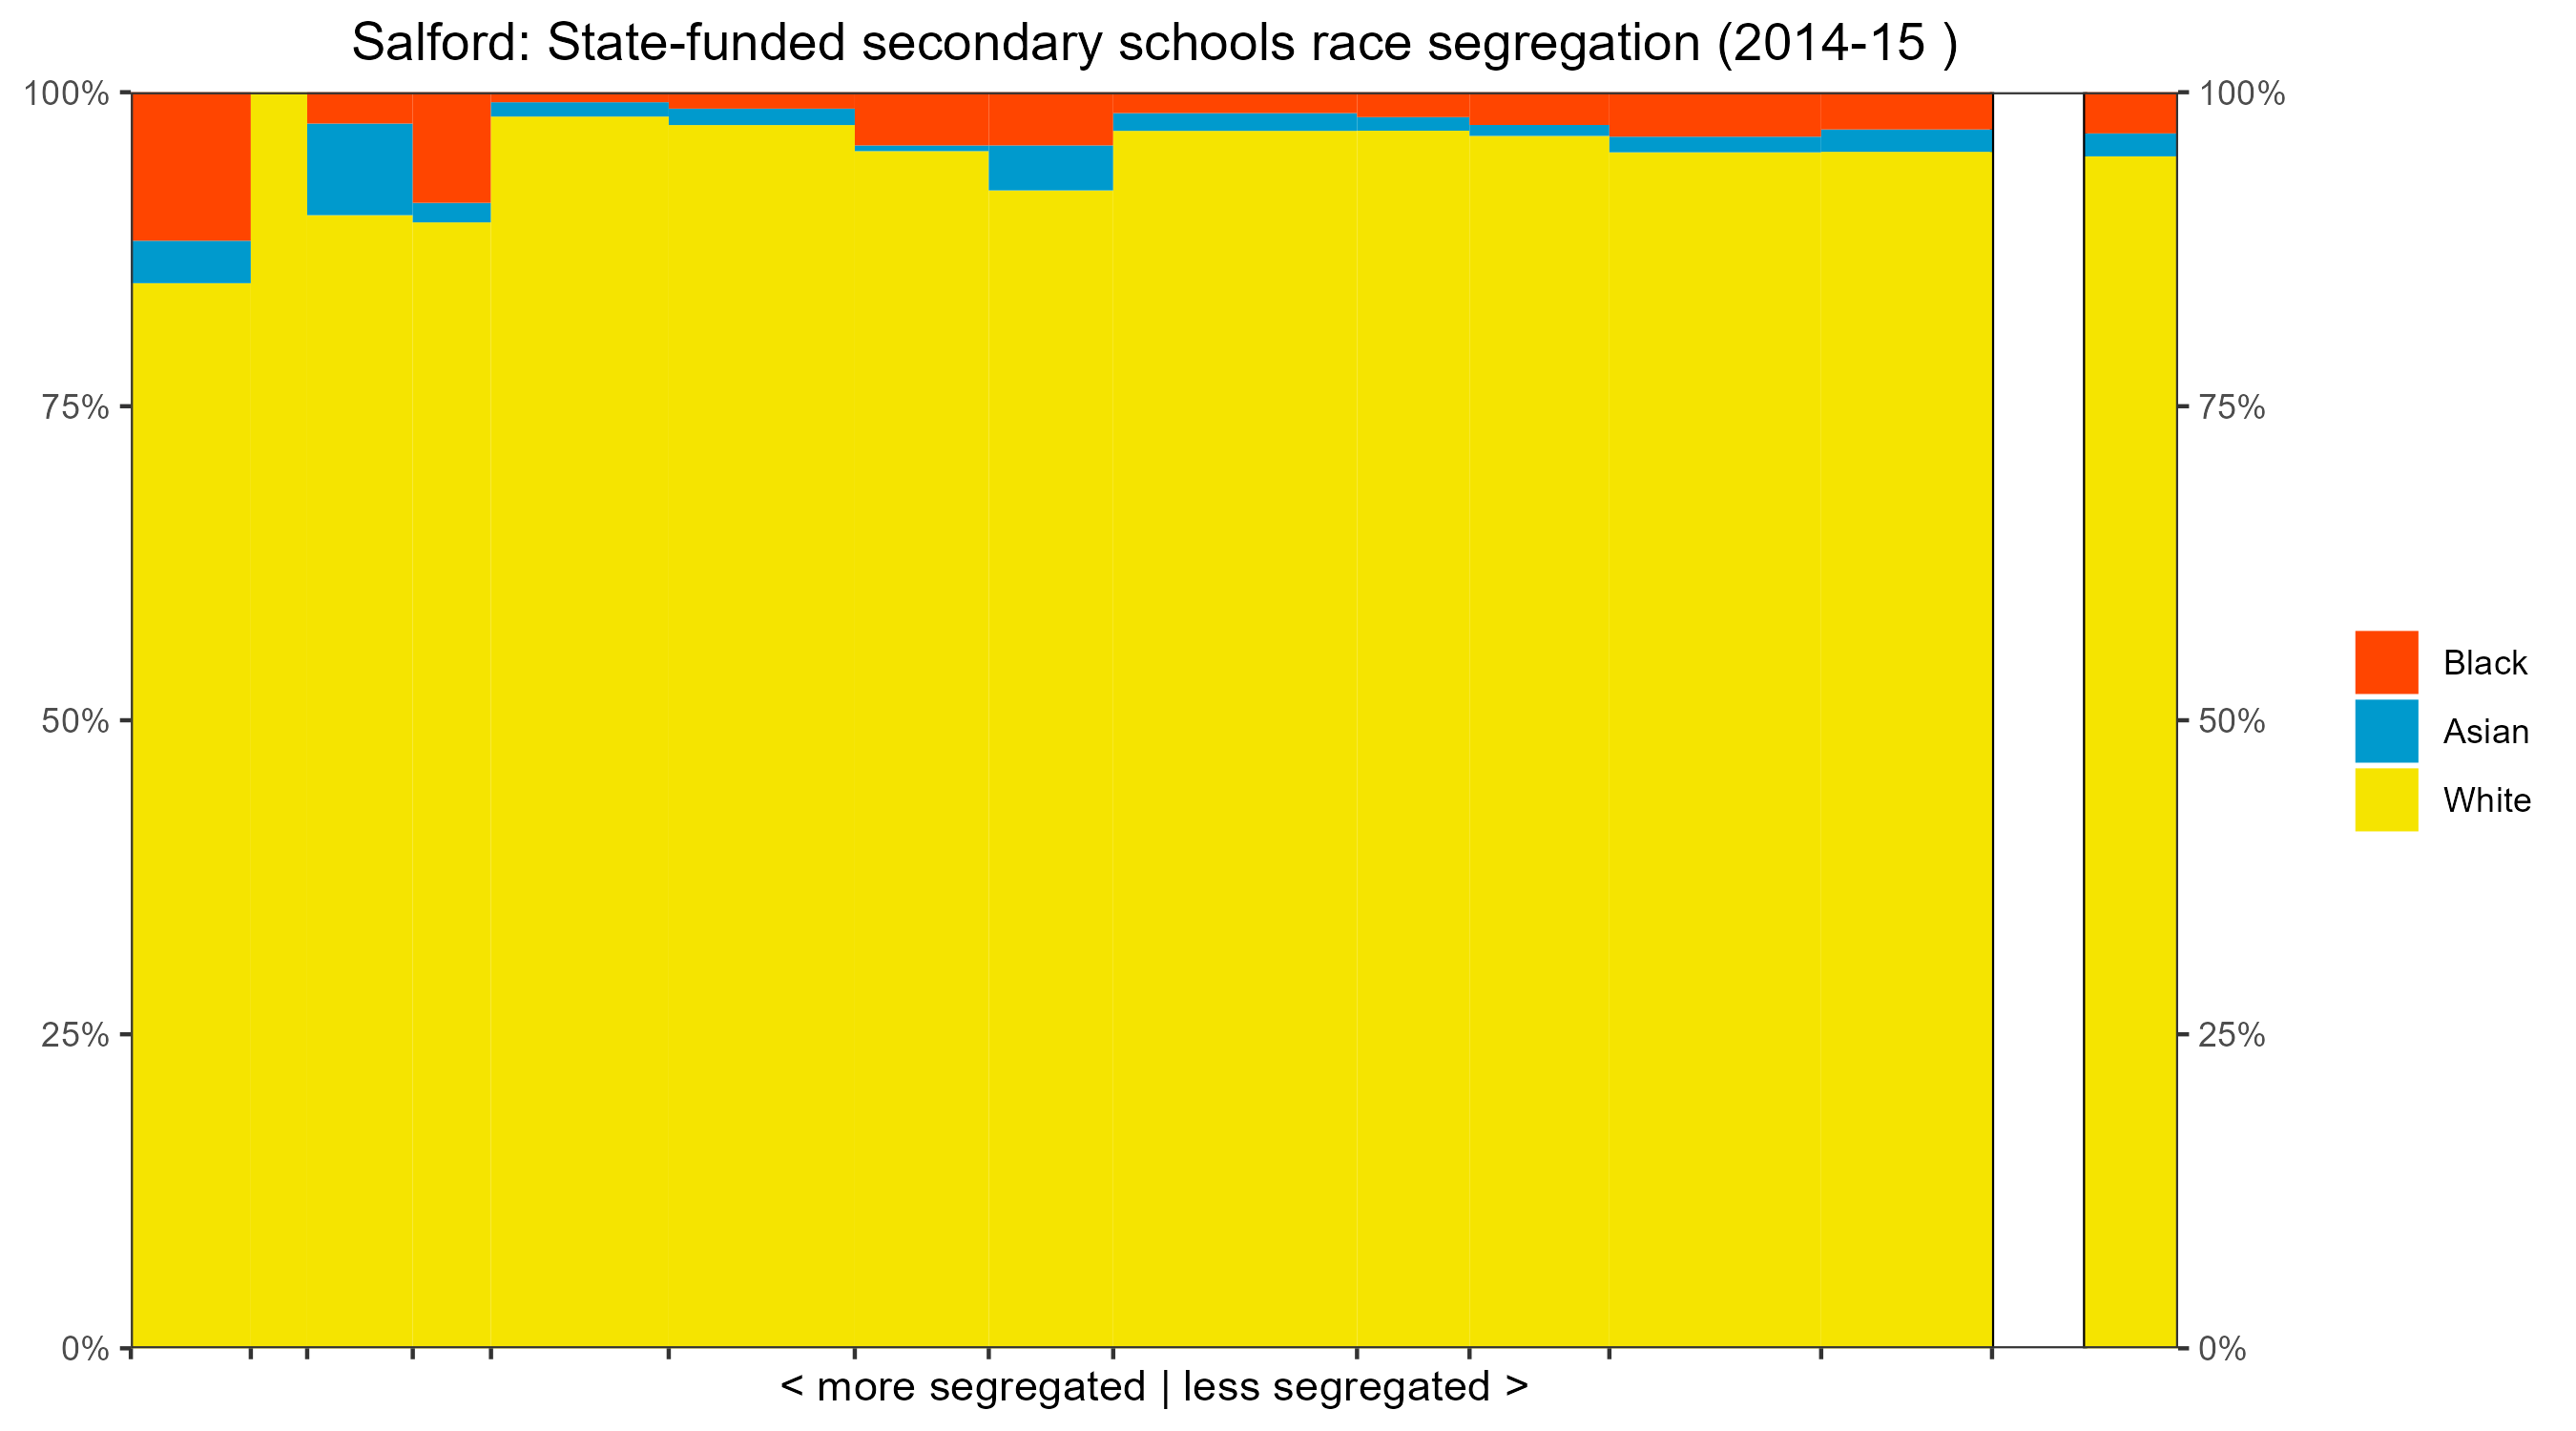 Salford: State-funded secondary schools race segregation (2014-15 )
100%
75%
50%
25%
0%
100%
75%
50%
25%
0%
Black
Asian
White
< more segregated | less segregated >